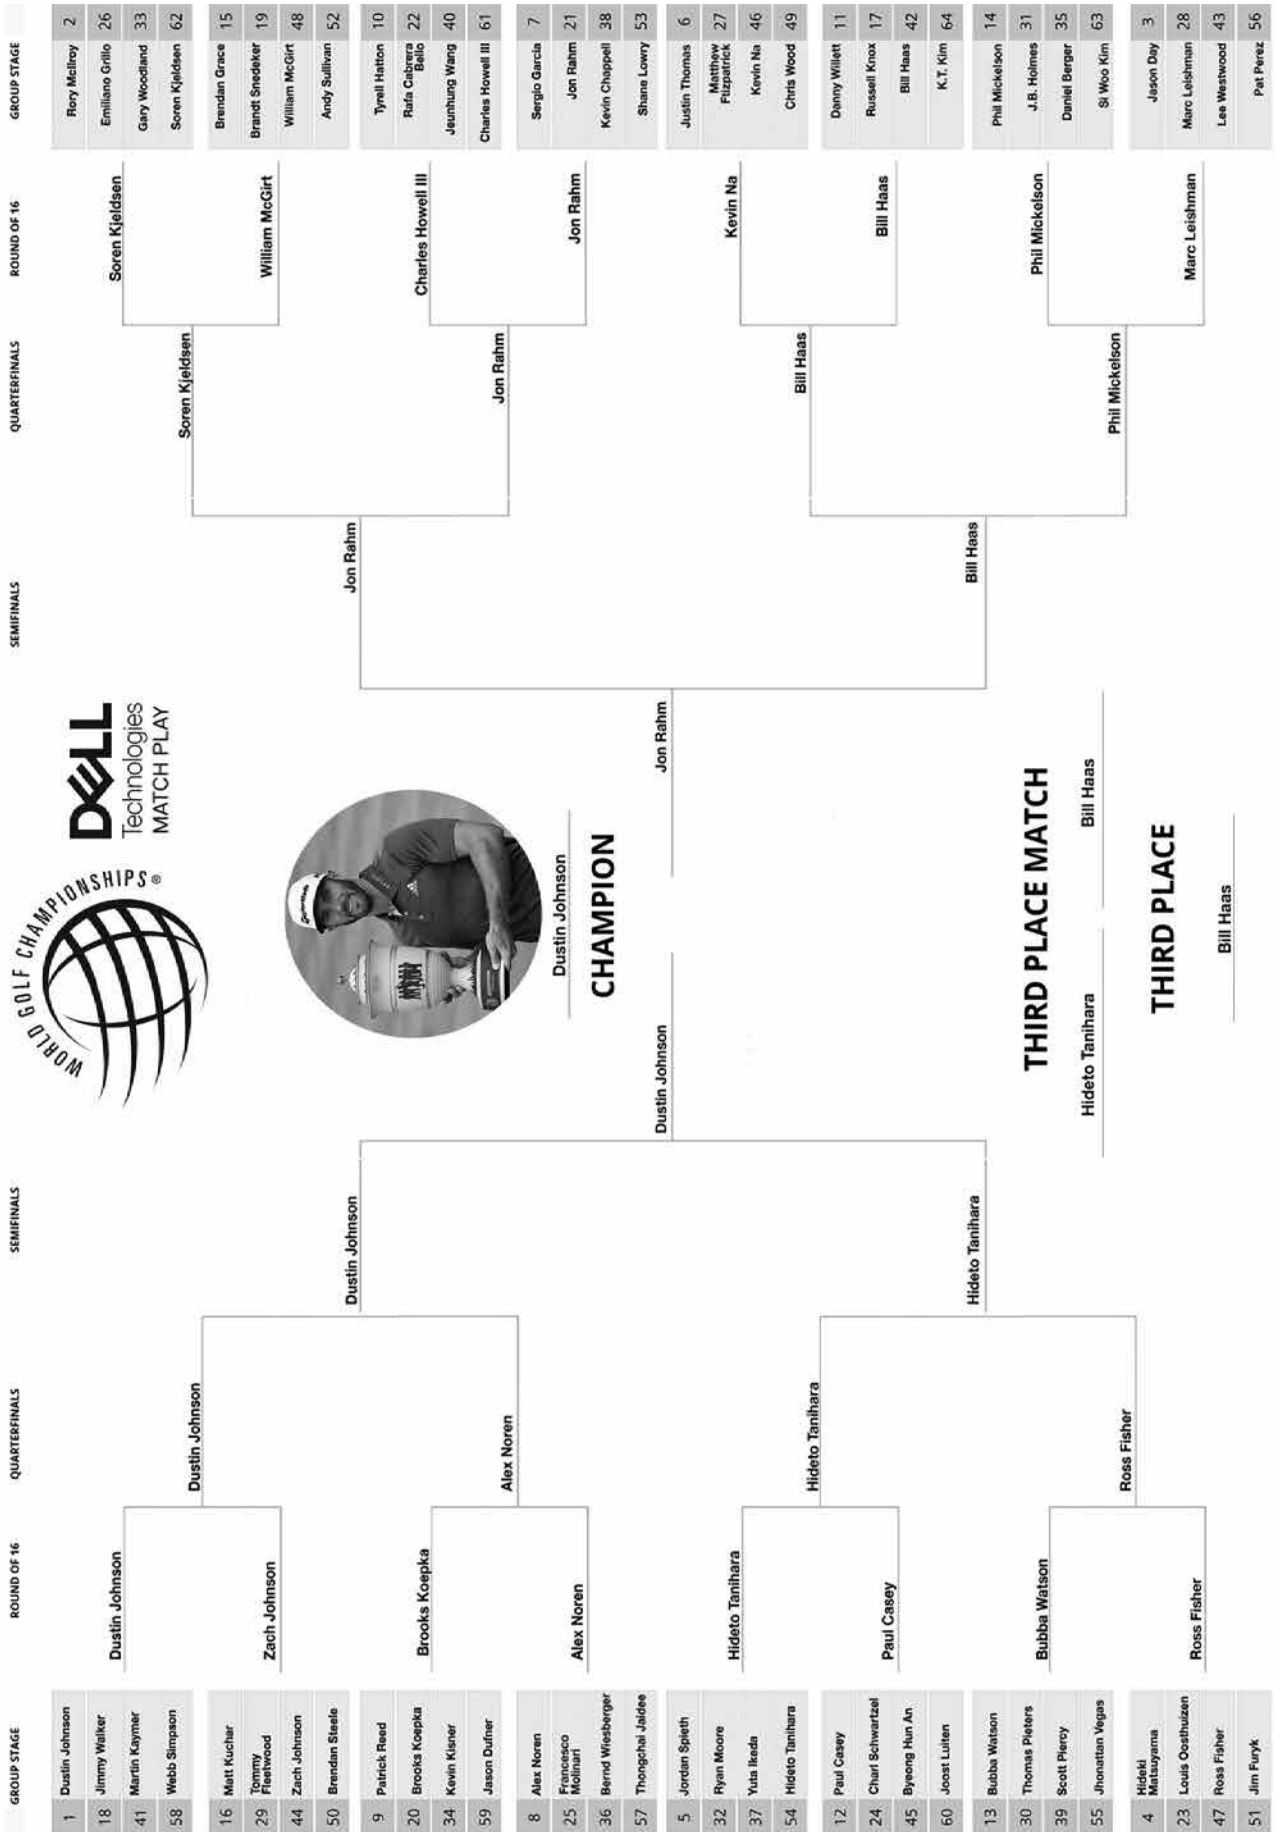 GROUP STAGE
ROUND OF 16
QUARTERFINALS
SEMIFINALS
SEMIFINALS
QUARTERFINALS
ROUND OF 16
GROUP STAGE
WORLD GOLF CHAMPIONSHIPS®
DELL
Technologies
MATCH PLAY
1 Dustin Johnson
18 Jimmy Walker
41 Martin Kaymer
58 Webb Simpson
16 Matt Kuchar
29 Tommy
Fleetwood
44 Zach Johnson
50 Brendan Steele
9 Patrick Reed
20 Brooks Koepka
34 Kevin Kisner
59 Jason Dufner
8 Alex Noren
25 Francesco
Molinari
36 Bernd Wiesberger
57 Thongchai Jaidee
5 Jordan Spieth
32 Ryan Moore
37 Yuta Ikeda
54 Hideto Tanihara
12 Paul Casey
24 Charl Schwartzel
45 Byeong Hun An
60 Joost Luiten
13 Bubba Watson
30 Thomas Pieters
39 Scott Piercy
55 Jhonattan Vegas
4 Hideki
Matsuyama
23 Louis Oosthuizen
47 Ross Fisher
51 Jim Furyk
Dustin Johnson
Zach Johnson
Brooks Koepka
Alex Noren
Hideto Tanihara
Paul Casey
Bubba Watson
Ross Fisher
Dustin Johnson
Alex Noren
Hideto Tanihara
Ross Fisher
Dustin Johnson
Hideto Tanihara
Dustin Johnson
Dustin Johnson
CHAMPION
Jon Rahm
THIRD PLACE MATCH
Hideto Tanihara
Bill Haas
THIRD PLACE
Bill Haas
Jon Rahm
Bill Haas
Soren Kjeldsen
Jon Rahm
Bill Haas
Phil Mickelson
Soren Kjeldsen
William McGirt
Charles Howell III
Jon Rahm
Kevin Na
Bill Haas
Phil Mickelson
Marc Leishman
Rory McIlroy 2
Emiliano Grillo 26
Gary Woodland 33
Soren Kjeldsen 62
Brendan Grace 15
Brandt Snedeker 19
William McGirt 48
Andy Sullivan 52
Tyrell Hatton 10
Rafa Cabrera
Bello 22
Jeunhung Wang 40
Charles Howell III 61
Sergio Garcia 7
Jon Rahm 21
Kevin Chappell 38
Shane Lowry 53
Justin Thomas 6
Matthew
Ftizpatrick 27
Kevin Na 46
Chris Wood 49
Danny Willett 11
Russell Knox 17
Bill Haas 42
K.T. Kim 64
Phil Mickelson 14
J.B. Holmes 31
Daniel Berger 35
Si Woo Kim 63
Jason Day 3
Marc Leishman 28
Lee Westwood 43
Pat Perez 56